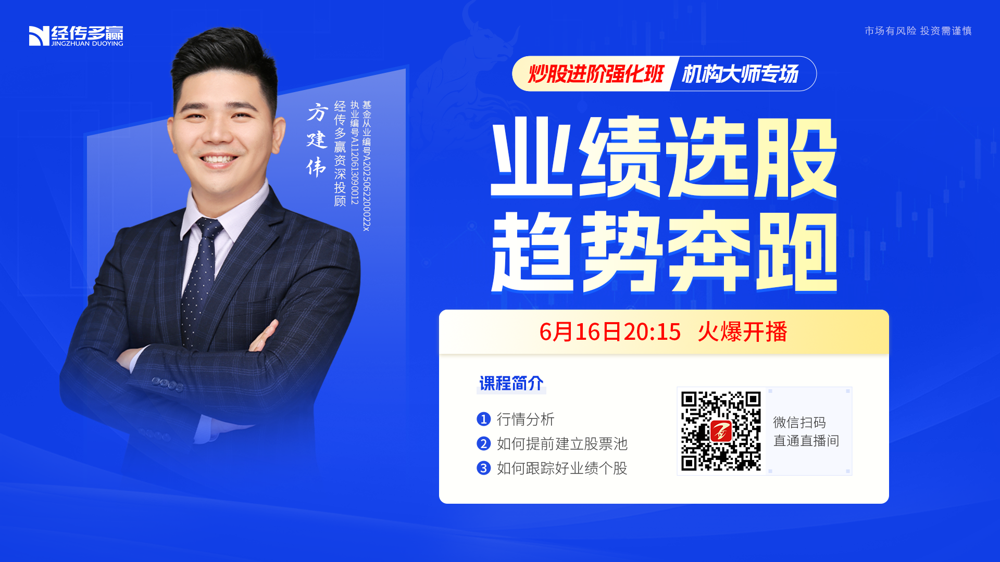 经传多赢
JINGZHUAN DUOYING
市场有风险 投资需谨慎
炒股进阶强化班 机构大师专场
方建伟
经传多赢资深投顾
执业编号A1120613090012
基金从业编号A20250622000022x
业绩选股
趋势奔跑
6月16日20:15 火爆开播
课程简介
1 行情分析
2 如何提前建立股票池
3 如何跟踪好业绩个股
微信扫码
直通直播间